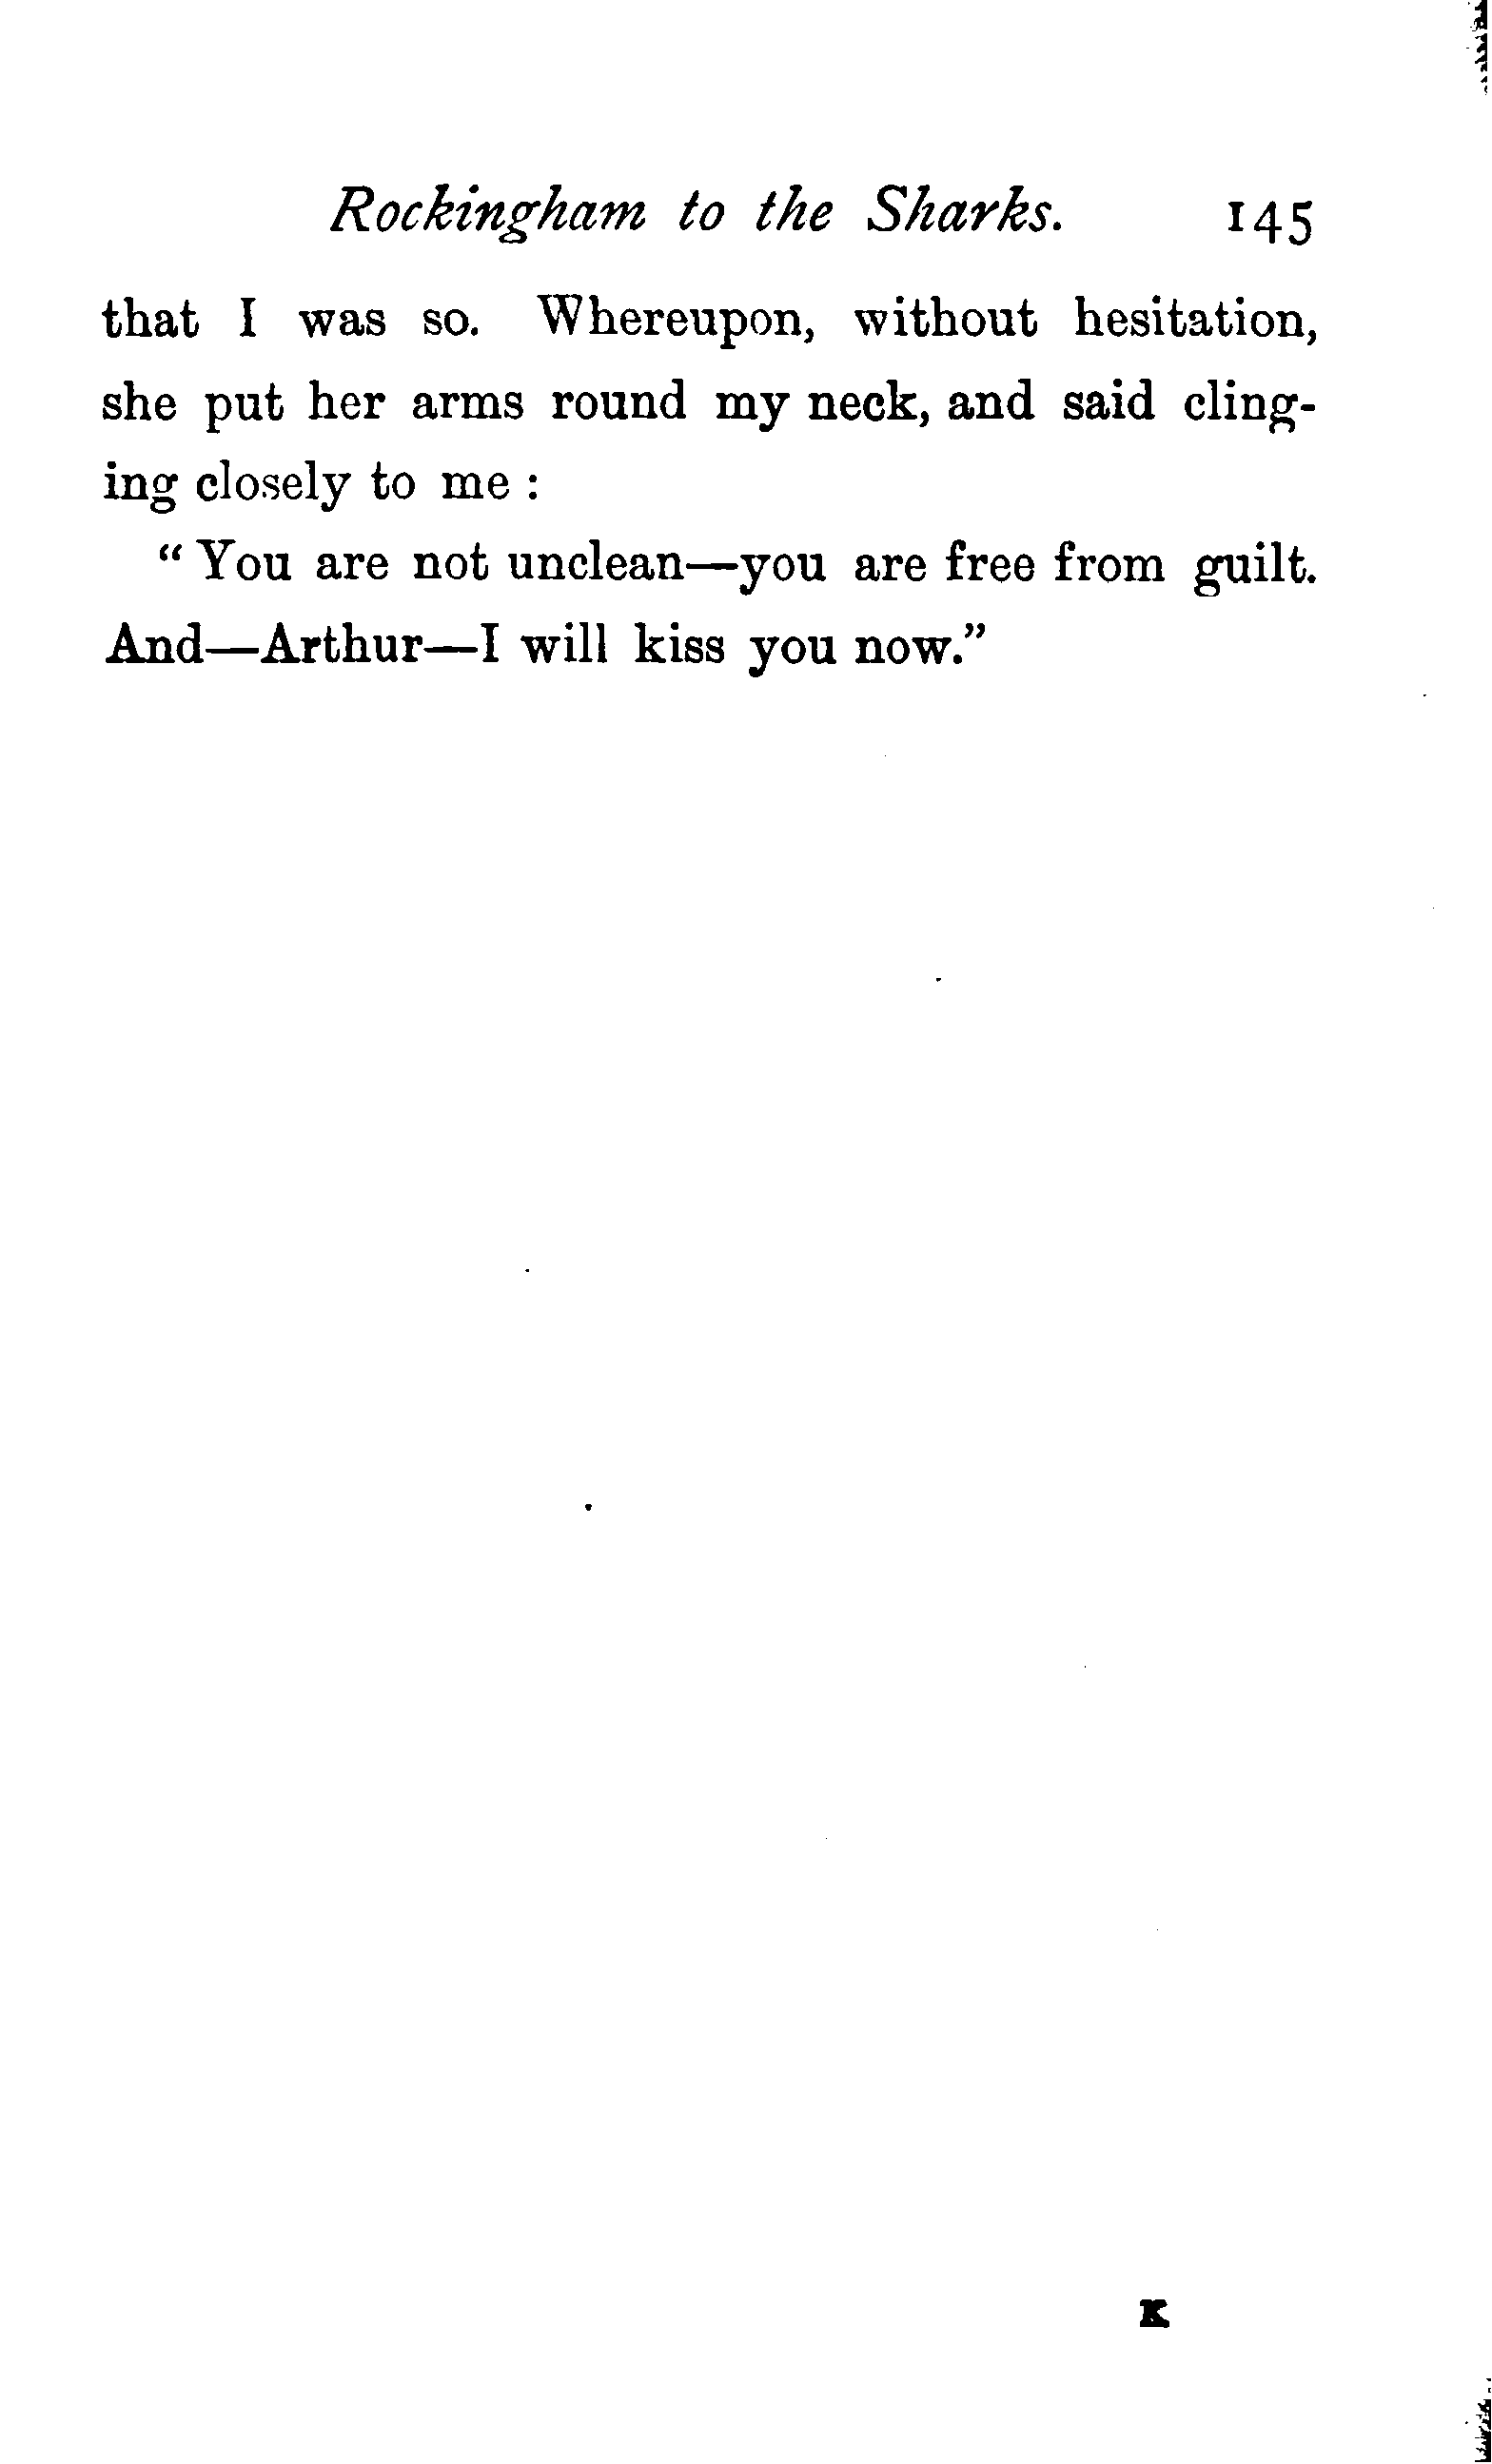 Rockingham to the Sharks. 145
that I was so. Whereupon, without hesitation,
she put her arms round my neck, and said cling-
ing closely to me :
“ You are not unclean—you are free from guilt.
And—Arthur—I will kiss you now.”
K